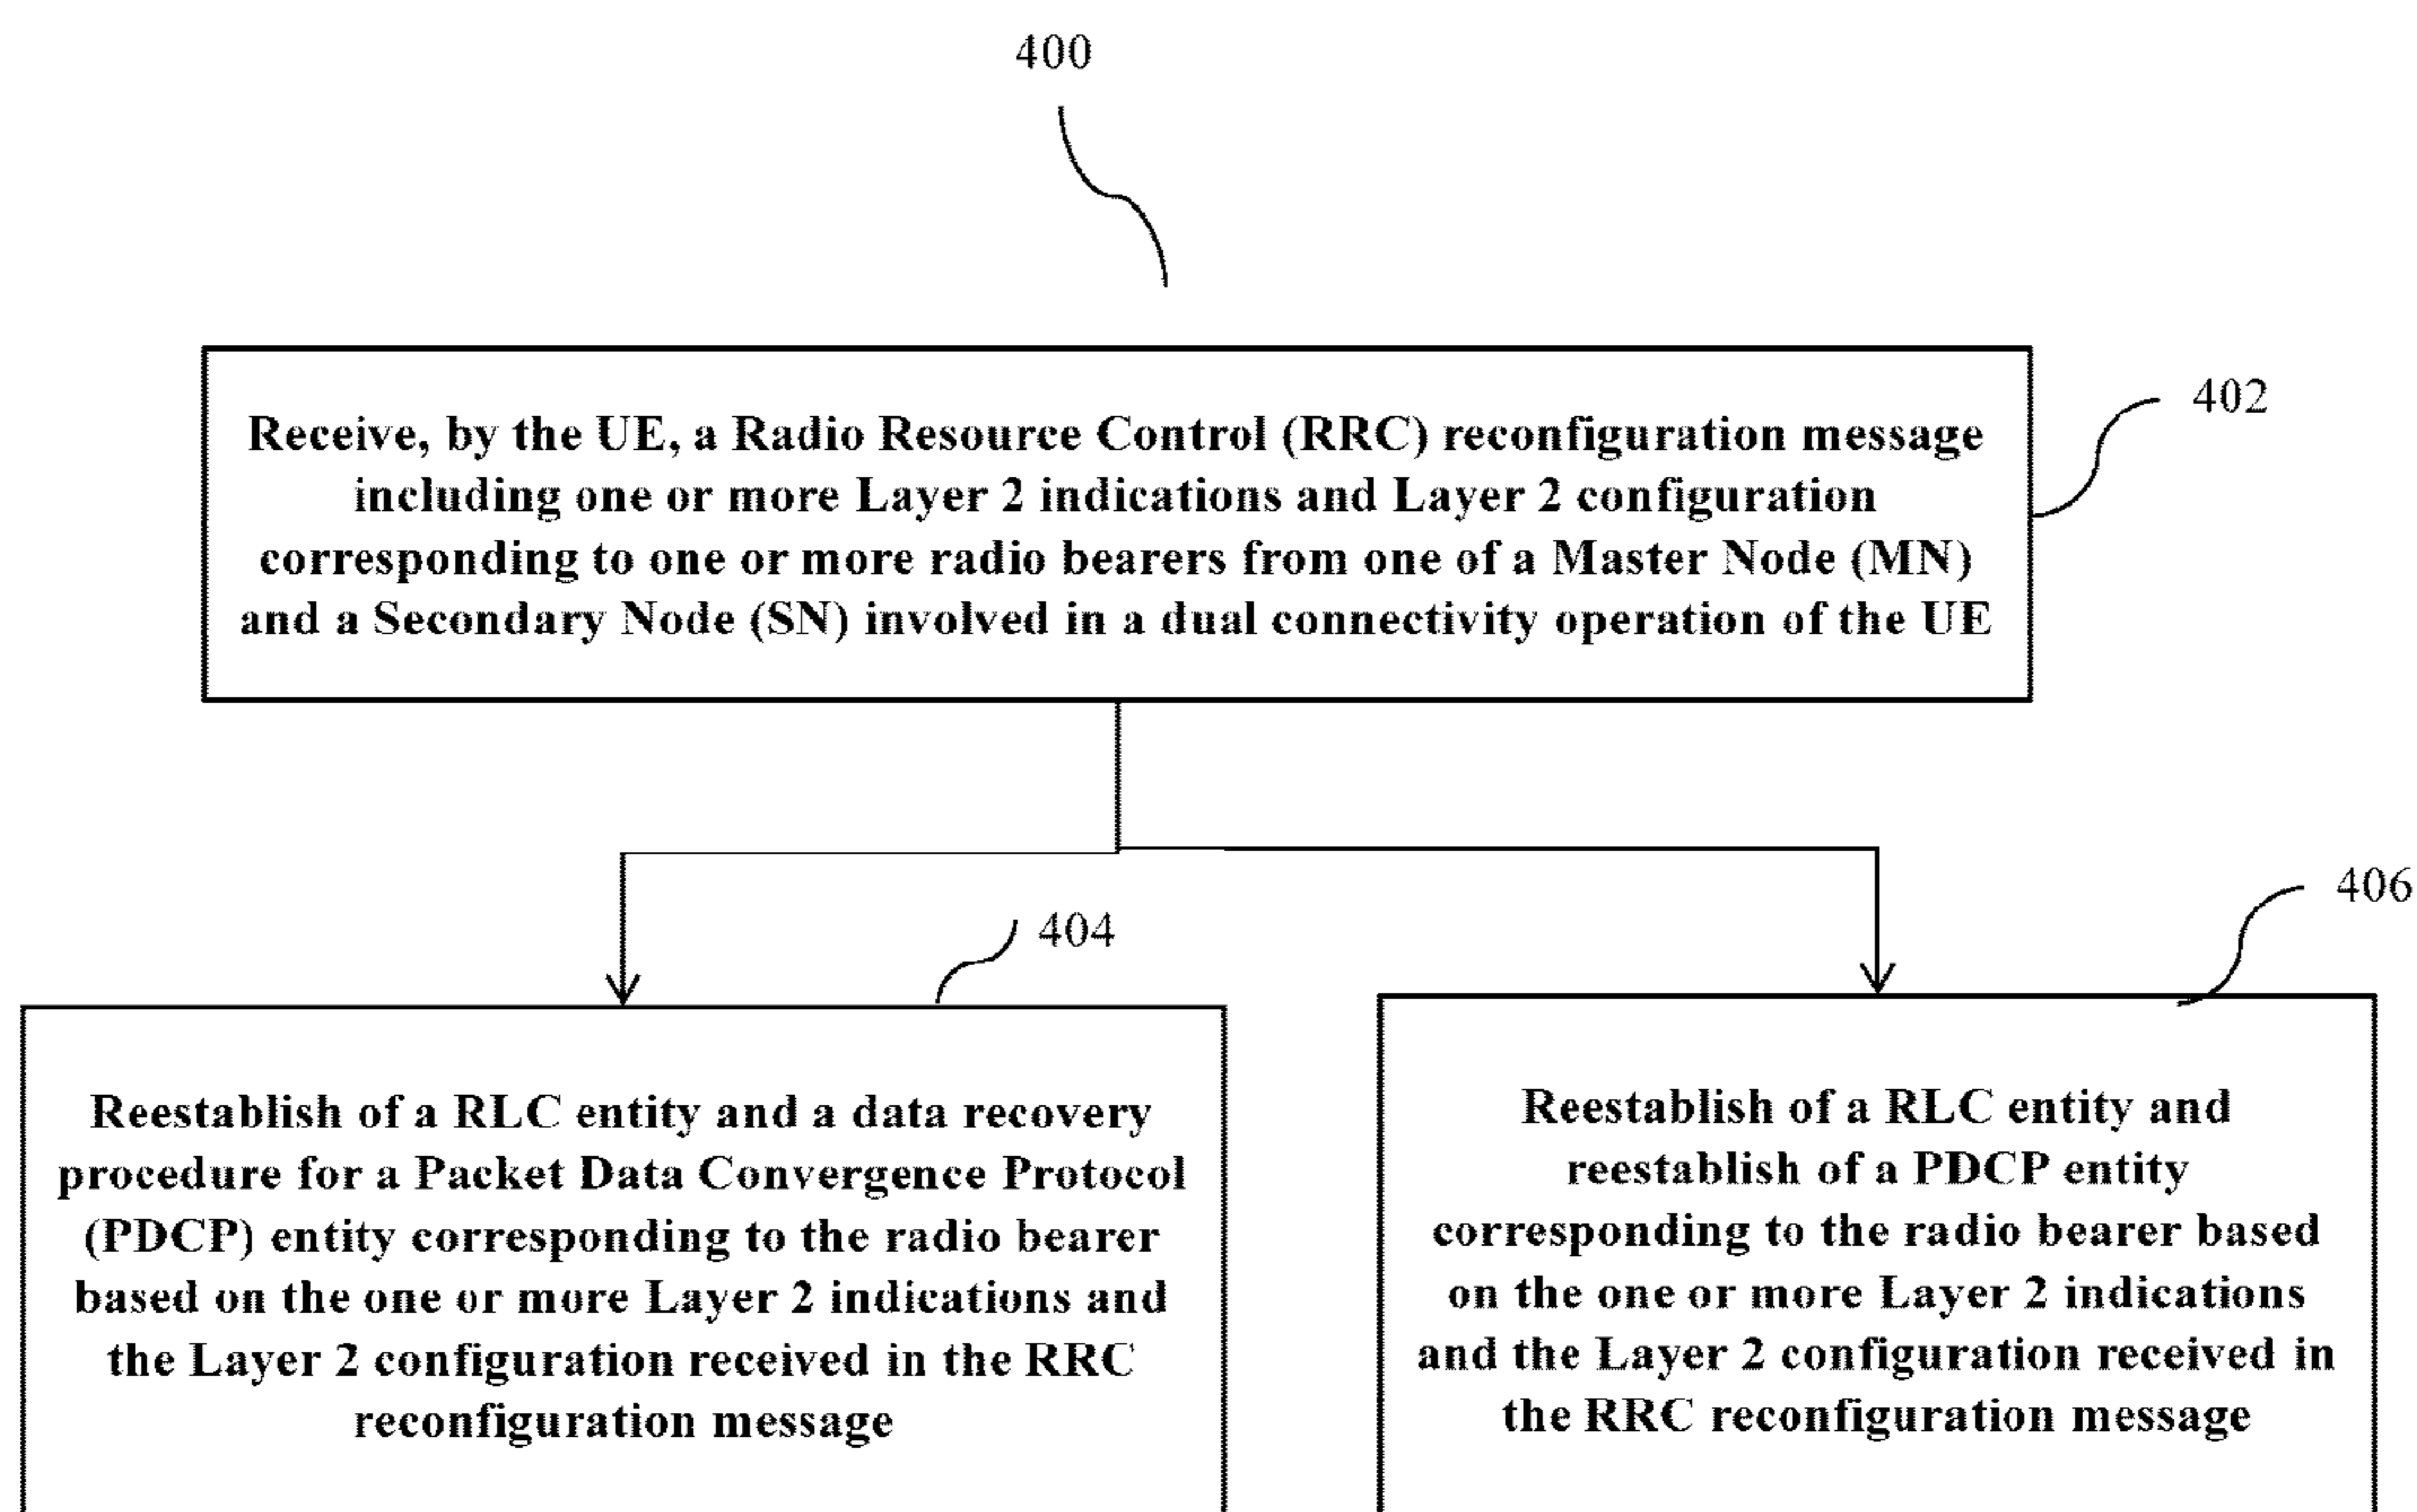 400
402
Receive, by the UE, a Radio Resource Control (RRC) reconfiguration message
including one or more Layer 2 indications and Layer 2 configuration
corresponding to one or more radio bearers from one of a Master Node (MN)
and a Secondary Node (SN) involved in a dual connectivity operation of the UE
404
Reestablish of a RLC entity and a data recovery
procedure for a Packet Data Convergence Protocol
(PDCP) entity corresponding to the radio bearer
based on the one or more Layer 2 indications and
the Layer 2 configuration received in the RRC
reconfiguration message
406
Reestablish of a RLC entity and
reestablish of a PDCP entity
corresponding to the radio bearer based
on the one or more Layer 2 indications
and the Layer 2 configuration received in
the RRC reconfiguration message